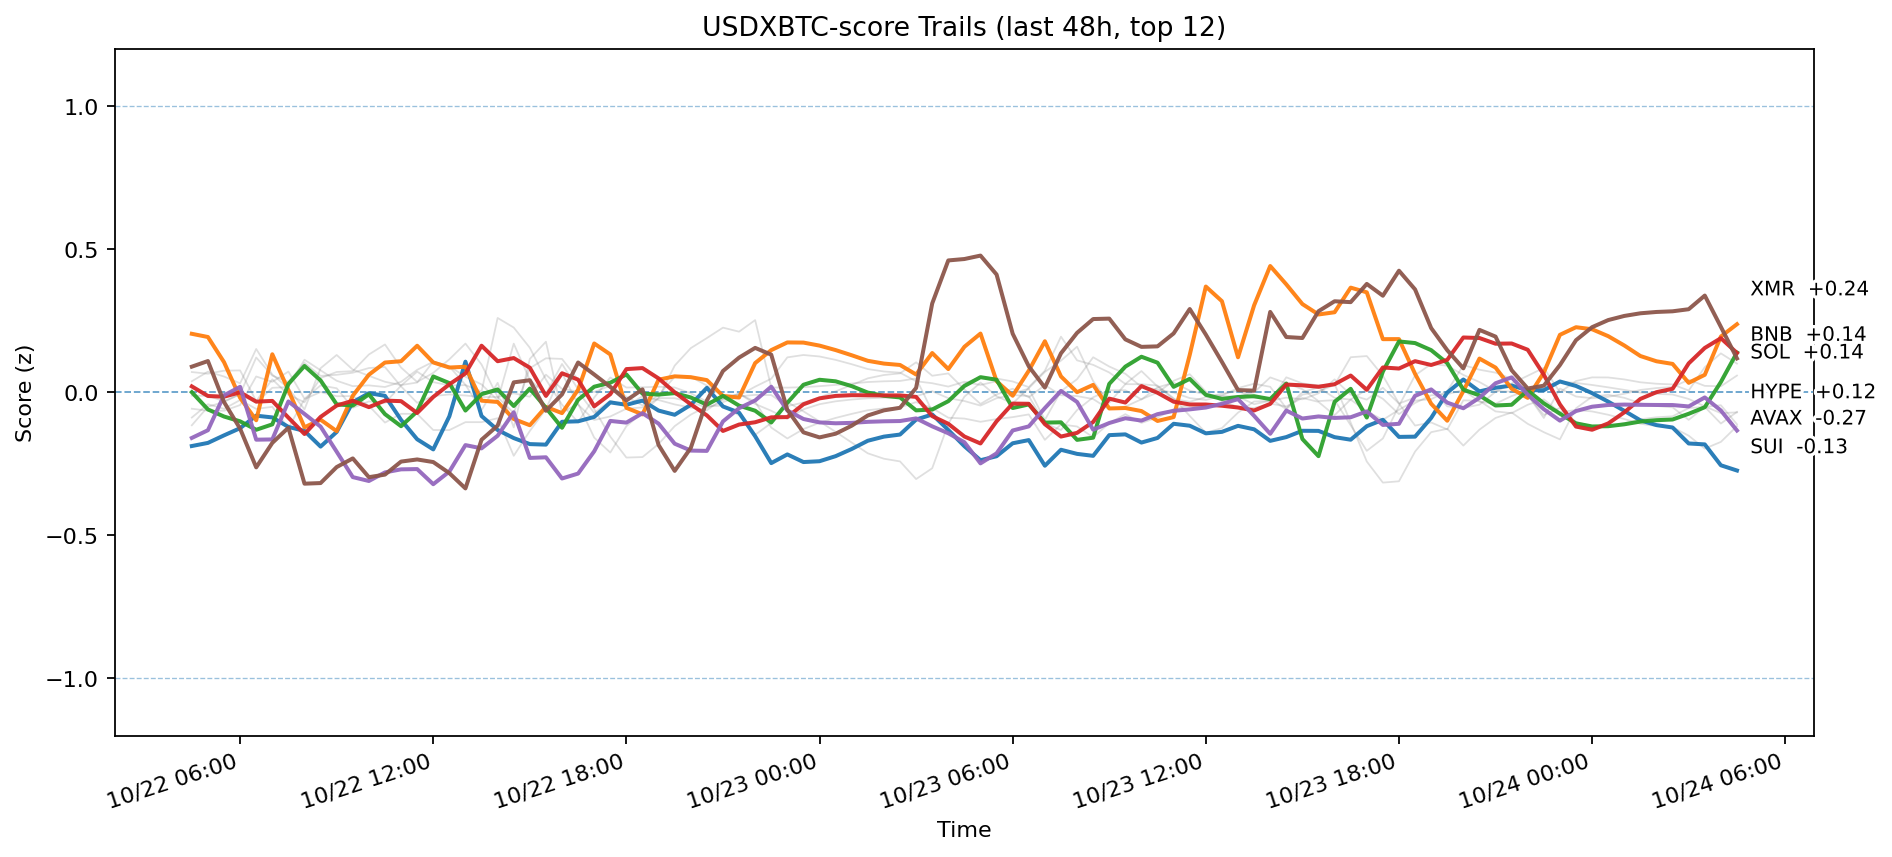 USDXBTC-score Trails (last 48h, top 12)
1.0
0.5
0.0
−0.5
−1.0
Score (z)
XMR +0.24
BNB +0.14
SOL +0.14
HYPE +0.12
AVAX -0.27
SUI -0.13
10/22 06:00
10/22 12:00
10/22 18:00
10/23 00:00
10/23 06:00
10/23 12:00
10/23 18:00
10/24 00:00
10/24 06:00
Time